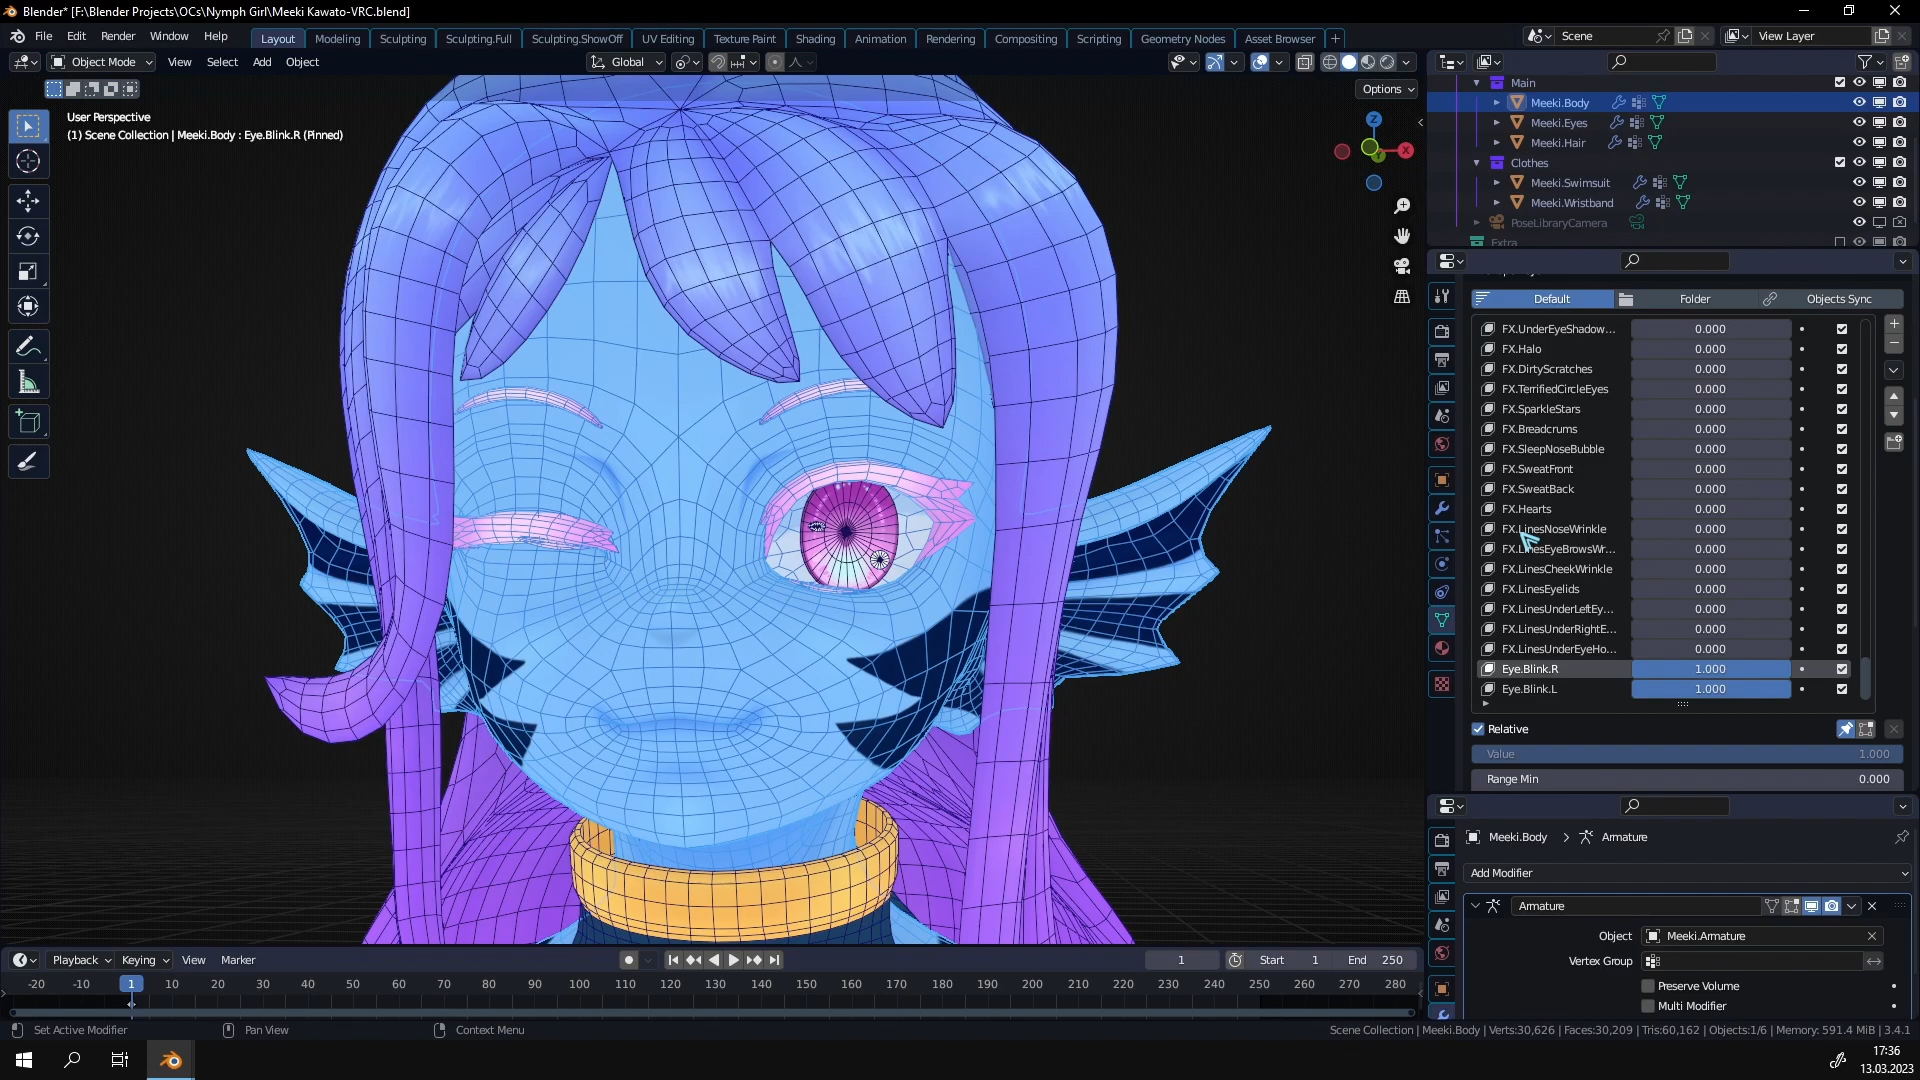 Blender* [F:\Blender Projects\OCs\Nymph Girl\Meeki Kawato-VRC.blend]
File Edit Render Window Help
Layout Modeling Sculpting Sculpting.Full Sculpting.ShowOff UV Editing Texture Paint Shading Animation Rendering Compositing Scripting Geometry Nodes Asset Browser +
Scene
View Layer
Object Mode View Select Add Object
Global
Options
User Perspective
(1) Scene Collection | Meeki.Body : Eye.Blink.R (Pinned)
Z
X
Y
Main
Meeki.Body
Meeki.Eyes
Meeki.Hair
Clothes
Meeki.Swimsuit
Meeki.Wristband
PoseLibraryCamera
Extra
Default Folder Objects Sync
FX.UnderEyeShadow... 0.000
FX.Halo 0.000
FX.DirtyScratches 0.000
FX.TerrifiedCircleEyes 0.000
FX.SparkleStars 0.000
FX.Breadcrums 0.000
FX.SleepNoseBubble 0.000
FX.SweatFront 0.000
FX.SweatBack 0.000
FX.Hearts 0.000
FX.LinesNoseWrinkle 0.000
FX.LinesEyeBrowsWr... 0.000
FX.LinesCheekWrinkle 0.000
FX.LinesEyelids 0.000
FX.LinesUnderLeftEy... 0.000
FX.LinesUnderRightE... 0.000
FX.LinesUnderEyeHo... 0.000
Eye.Blink.R 1.000
Eye.Blink.L 1.000
Relative
Value 1.000
Range Min 0.000
Meeki.Body > Armature
Add Modifier
Armature
Object Meeki.Armature
Vertex Group
Preserve Volume
Multi Modifier
Playback Keying View Marker
1 Start 1 End 250
-20 -10 1 10 20 30 40 50 60 70 80 90 100 110 120 130 140 150 160 170 180 190 200 210 220 230 240 250 260 270 280
Set Active Modifier Pan View Context Menu
Scene Collection | Meeki.Body | Verts:30,626 | Faces:30,209 | Tris:60,162 | Objects:1/6 | Memory: 591.4 MiB | 3.4.1
17:36
13.03.2023